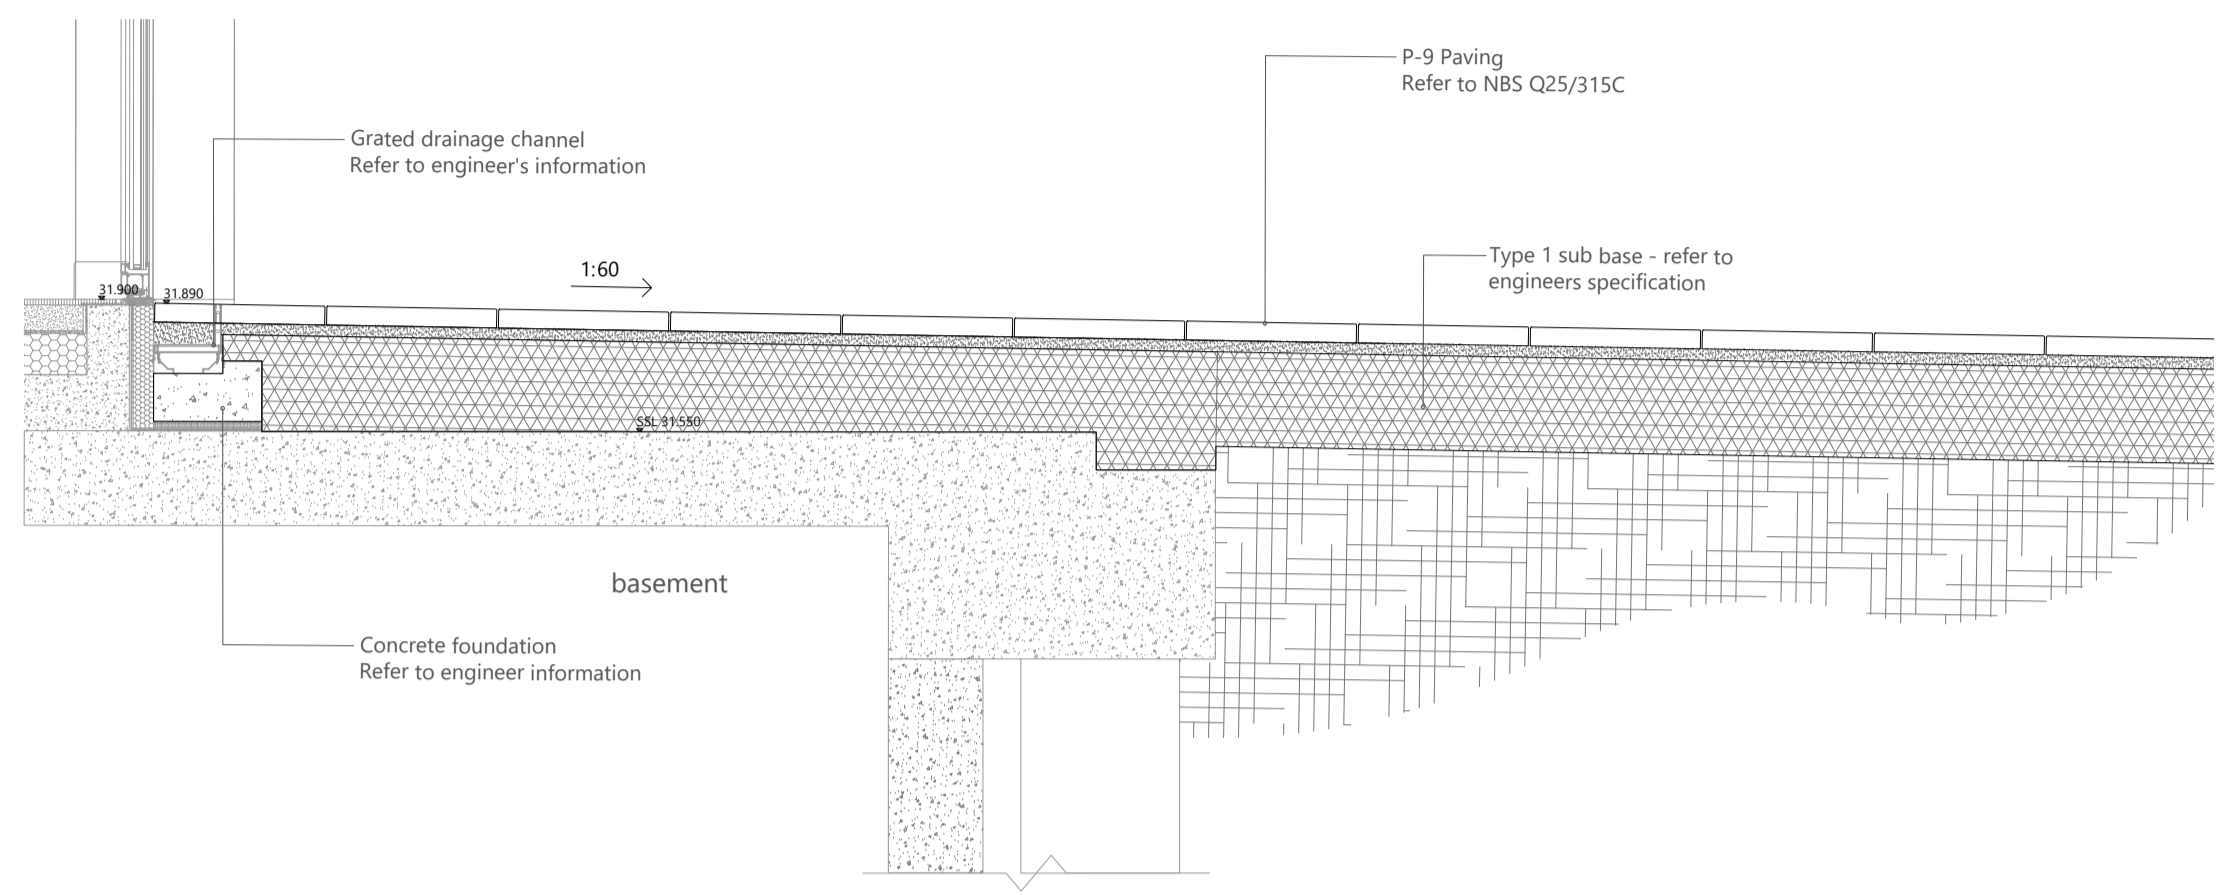 P-9 Paving
Refer to NBS Q25/315C
Grated drainage channel
Refer to engineer's information
Type 1 sub base - refer to
engineers specification
1:60
31.900
31.890
SSL 31.550
basement
Concrete foundation
Refer to engineer information